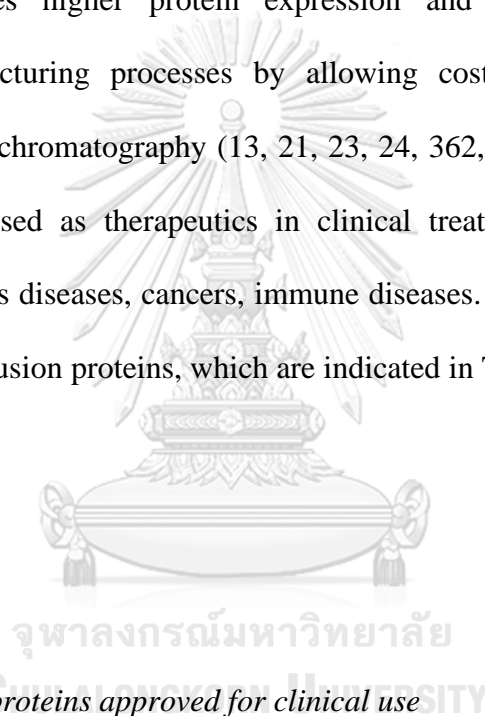 es higher protein expression and
cturing processes by allowing cost
chromatography (13, 21, 23, 24, 362,
sed as therapeutics in clinical treat
s diseases, cancers, immune diseases.
usion proteins, which are indicated in T
จุฬาลงกรณ์มหาวิทยาลัย
proteins approved for clinical use
CHULALONGKORN UNIVERSITY